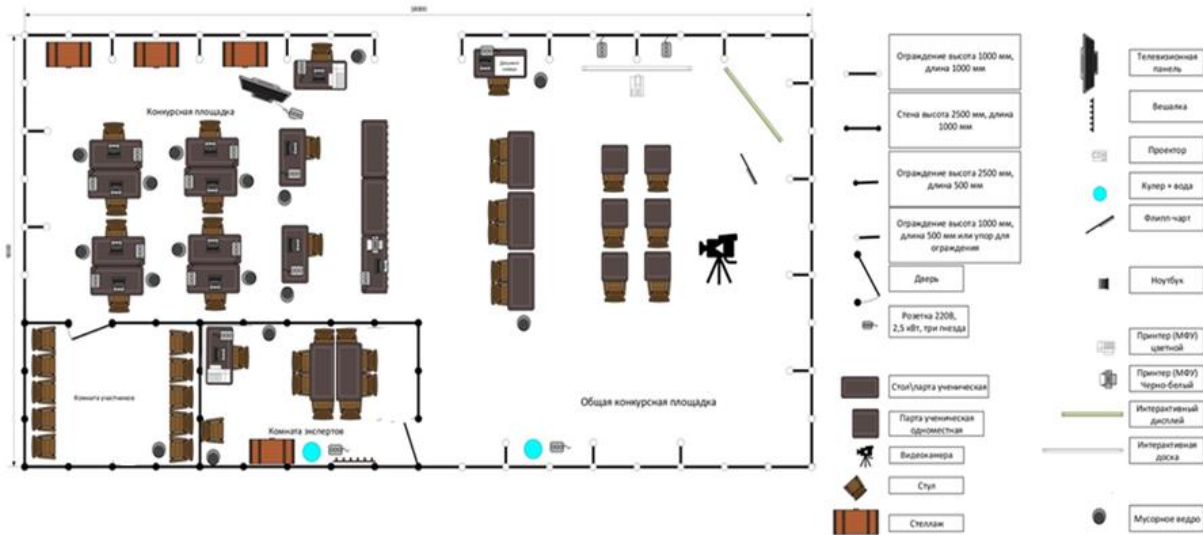 18000
Конкурсная площадка
Комната участников
Комната экспертов
Общая конкурсная площадка
Ограждение высота 1000 мм,
длина 1000 мм
Стена высота 2500 мм, длина
1000 мм
Ограждение высота 2500 мм,
длина 500 мм
Ограждение высота 1000 мм,
длина 500 мм или упор для
ограждения
Дверь
Розетка 220В,
2,5 кВт, три гнезда
Стол\парта ученическая
Парта ученическая
одноместная
Видеокамера
Стул
Стеллаж
Телевизионная
панель
Вешалка
Проектор
Кулер + вода
Флипп-чарт
Ноутбук
Принтер (МФУ)
цветной
Принтер (МФУ)
Черно-белый
Интерактивный
дисплей
Интерактивная
доска
Мусорное ведро